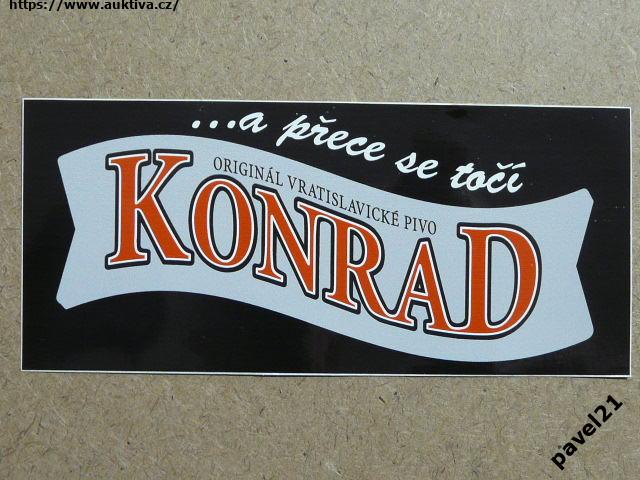 https://www.auktiva.cz/
...a přece se točí
ORIGINÁL VRATISLAVICKÉ PIVO
KONRAD
pavel21